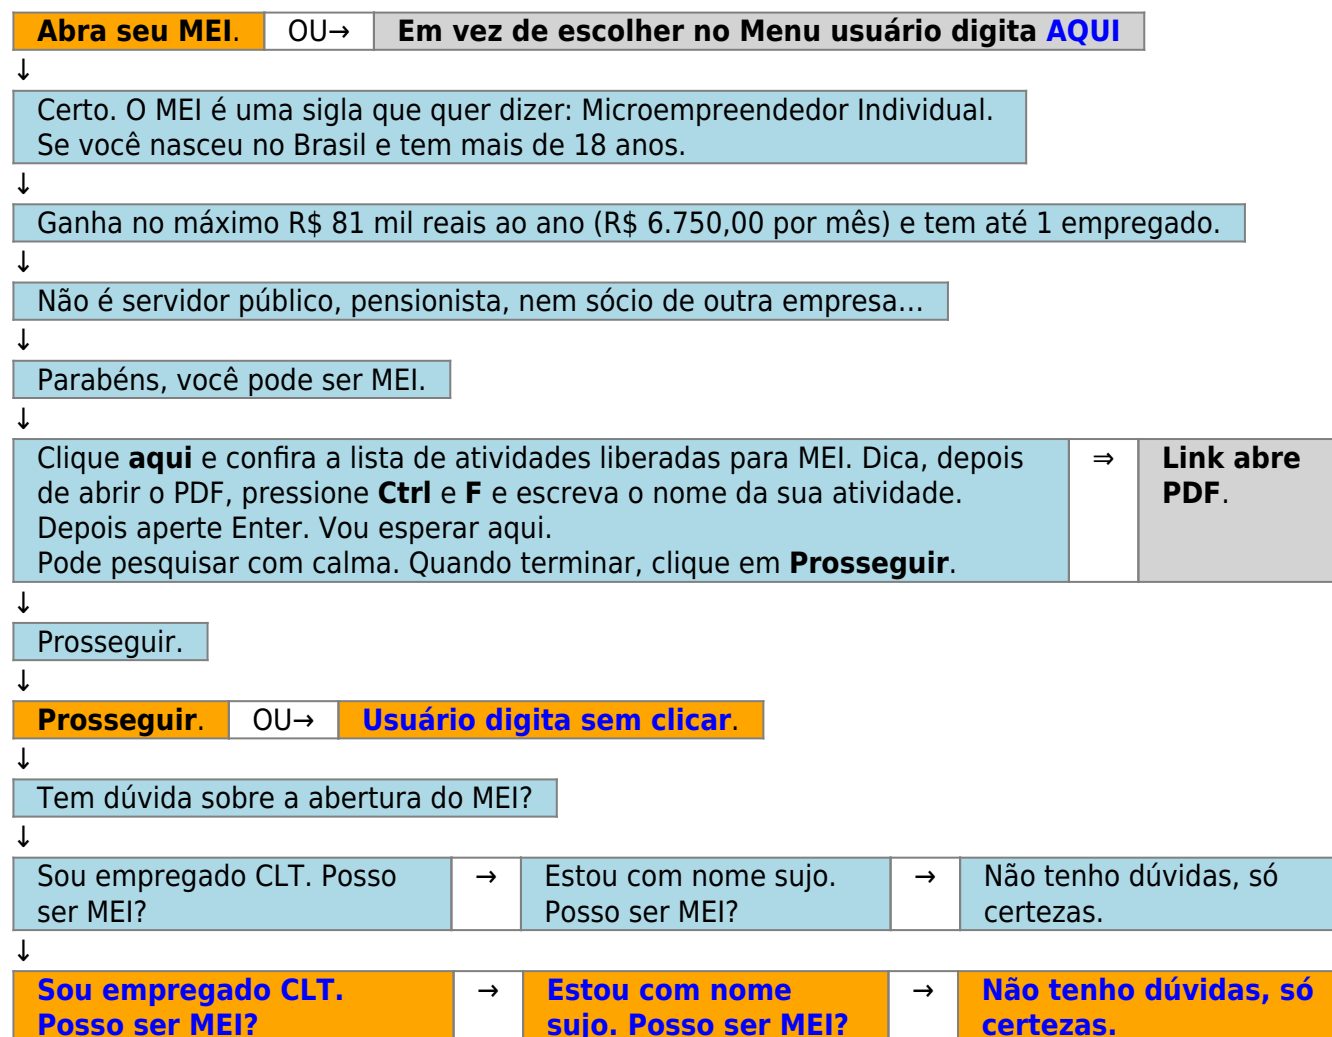 Abra seu MEI. OU→ Em vez de escolher no Menu usuário digita AQUI
↓
Certo. O MEI é uma sigla que quer dizer: Microempreendedor Individual.
Se você nasceu no Brasil e tem mais de 18 anos.
↓
Ganha no máximo R$ 81 mil reais ao ano (R$ 6.750,00 por mês) e tem até 1 empregado.
↓
Não é servidor público, pensionista, nem sócio de outra empresa...
↓
Parabéns, você pode ser MEI.
↓
Clique aqui e confira a lista de atividades liberadas para MEI. Dica, depois ⇒ Link abre
de abrir o PDF, pressione Ctrl e F e escreva o nome da sua atividade. PDF.
Depois aperte Enter. Vou esperar aqui.
Pode pesquisar com calma. Quando terminar, clique em Prosseguir.
↓
Prosseguir.
↓
Prosseguir. OU→ Usuário digita sem clicar.
↓
Tem dúvida sobre a abertura do MEI?
↓
Sou empregado CLT. Posso → Estou com nome sujo. → Não tenho dúvidas, só
ser MEI? Posso ser MEI? certezas.
↓
Sou empregado CLT. → Estou com nome → Não tenho dúvidas, só
Posso ser MEI? sujo. Posso ser MEI? certezas.